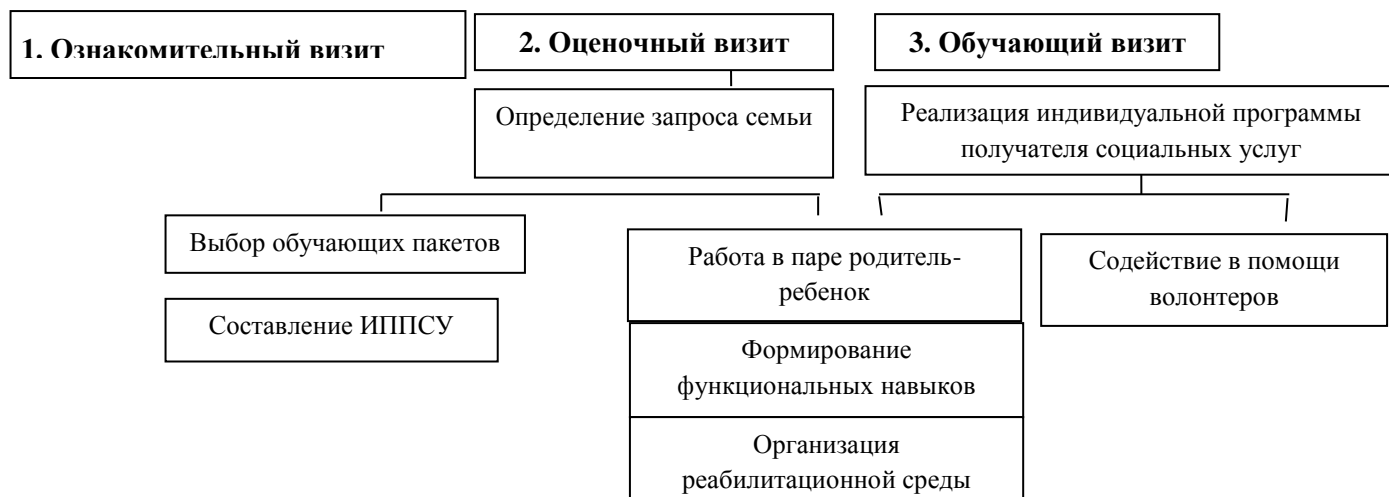 1. Ознакомительный визит
2. Оценочный визит
3. Обучающий визит
Определение запроса семьи
Реализация индивидуальной программы
получателя социальных услуг
Выбор обучающих пакетов
Работа в паре родитель-
ребенок
Содействие в помощи
волонтеров
Составление ИППСУ
Формирование
функциональных навыков
Организация
реабилитационной среды